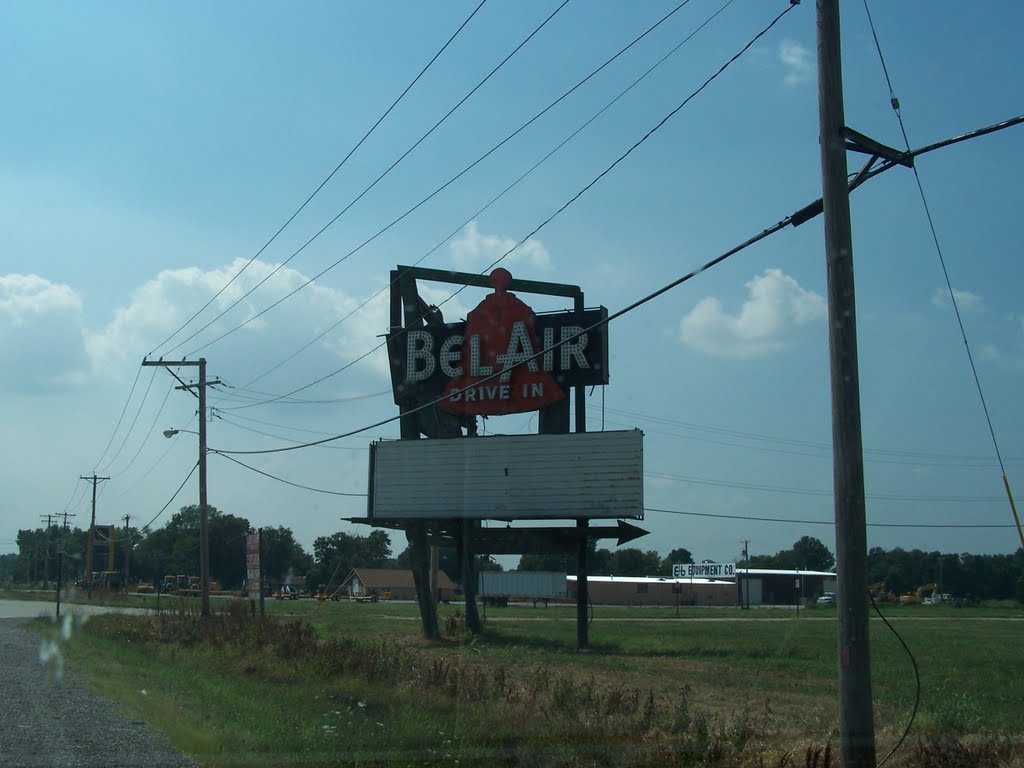 BEL AIR
DRIVE IN
EQUIPMENT CO.